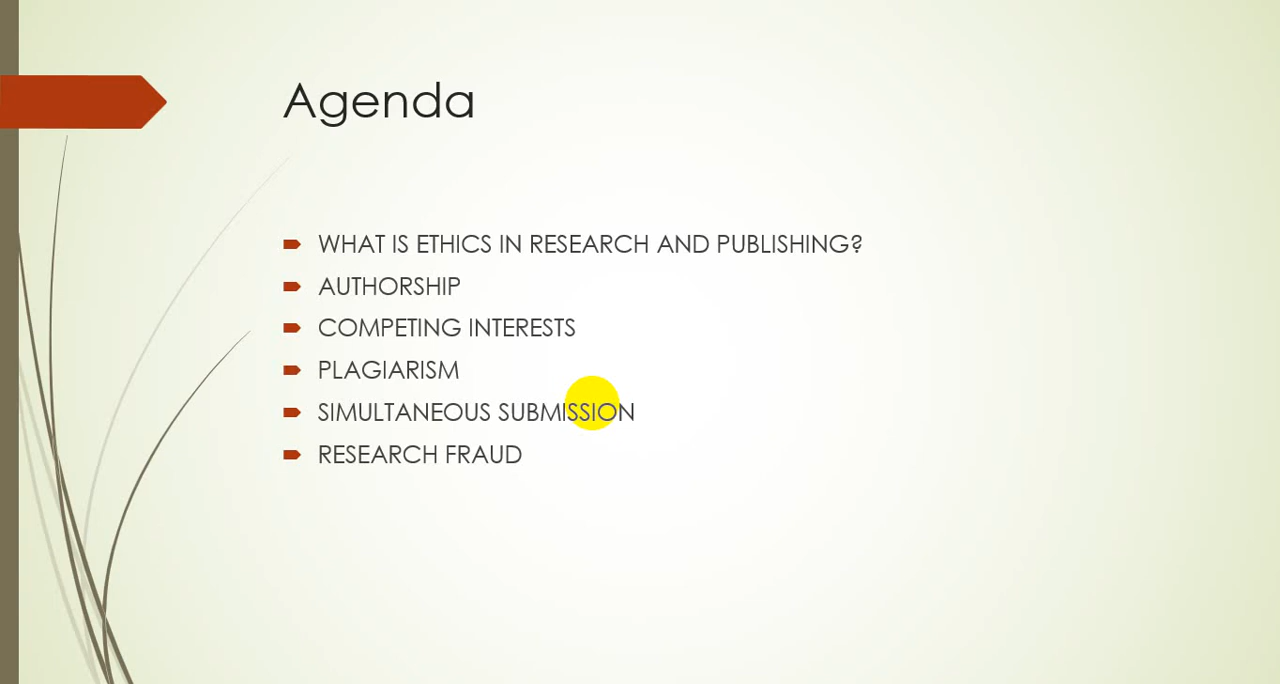 Agenda
WHAT IS ETHICS IN RESEARCH AND PUBLISHING?
AUTHORSHIP
COMPETING INTERESTS
PLAGIARISM
SIMULTANEOUS SUBMISSION
RESEARCH FRAUD